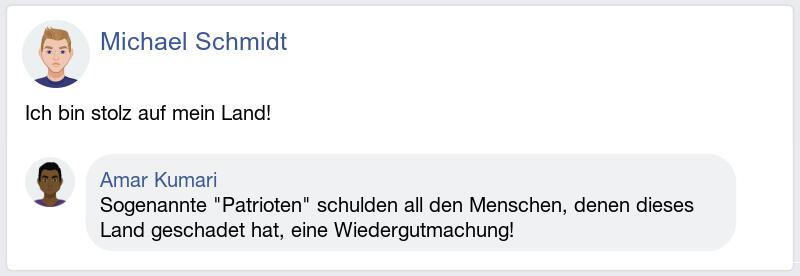 Michael Schmidt
Ich bin stolz auf mein Land!
Amar Kumari
Sogenannte "Patrioten" schulden all den Menschen, denen dieses
Land geschadet hat, eine Wiedergutmachung!